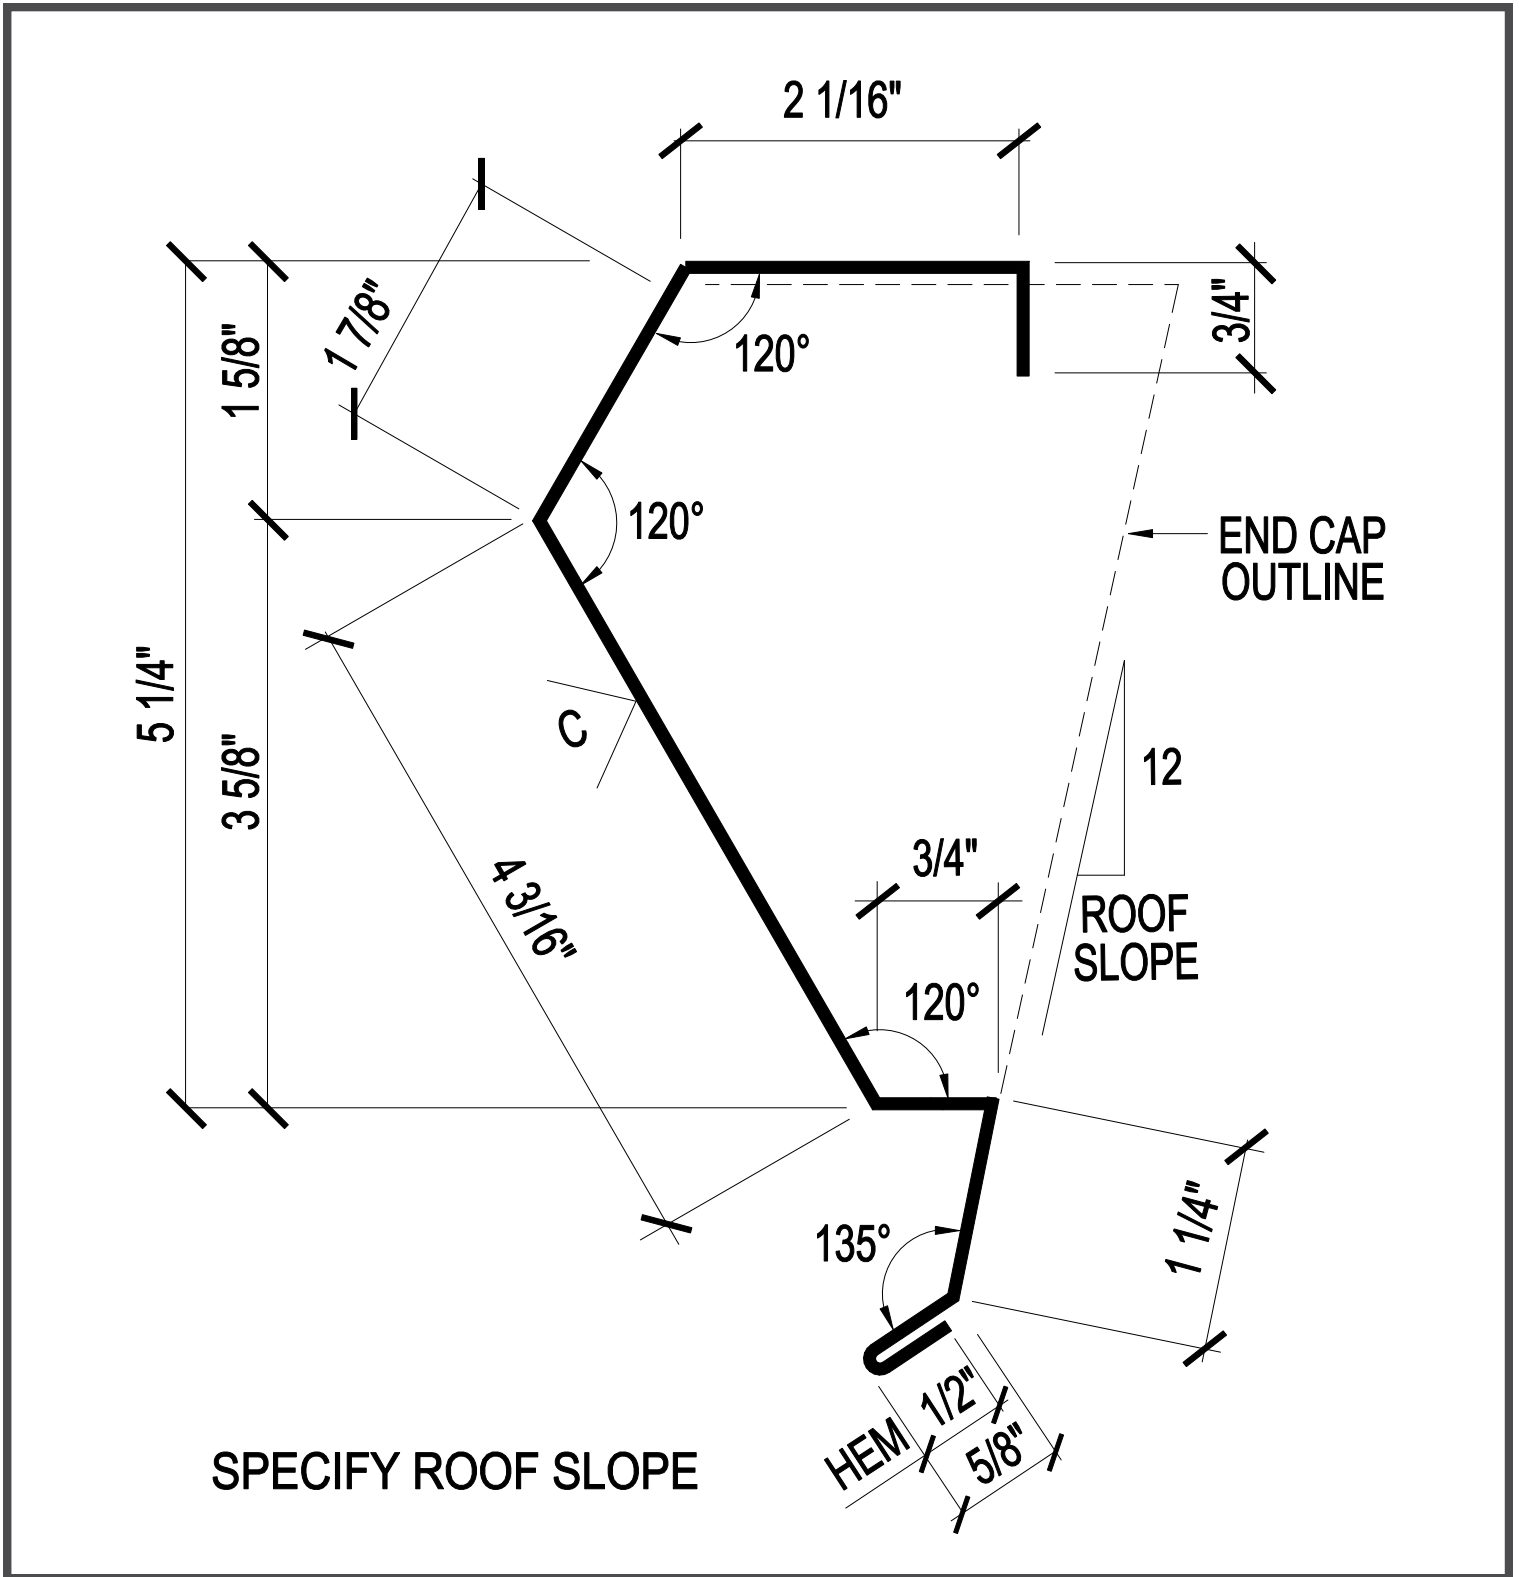 2 1/16"
1 7/8"
1 5/8"
3/4"
120°
120°
END CAP
OUTLINE
5 1/4"
3 5/8"
C
12
4 3/16"
3/4"
ROOF
SLOPE
120°
135°
1 1/4"
1/2"
HEM
5/8"
SPECIFY ROOF SLOPE